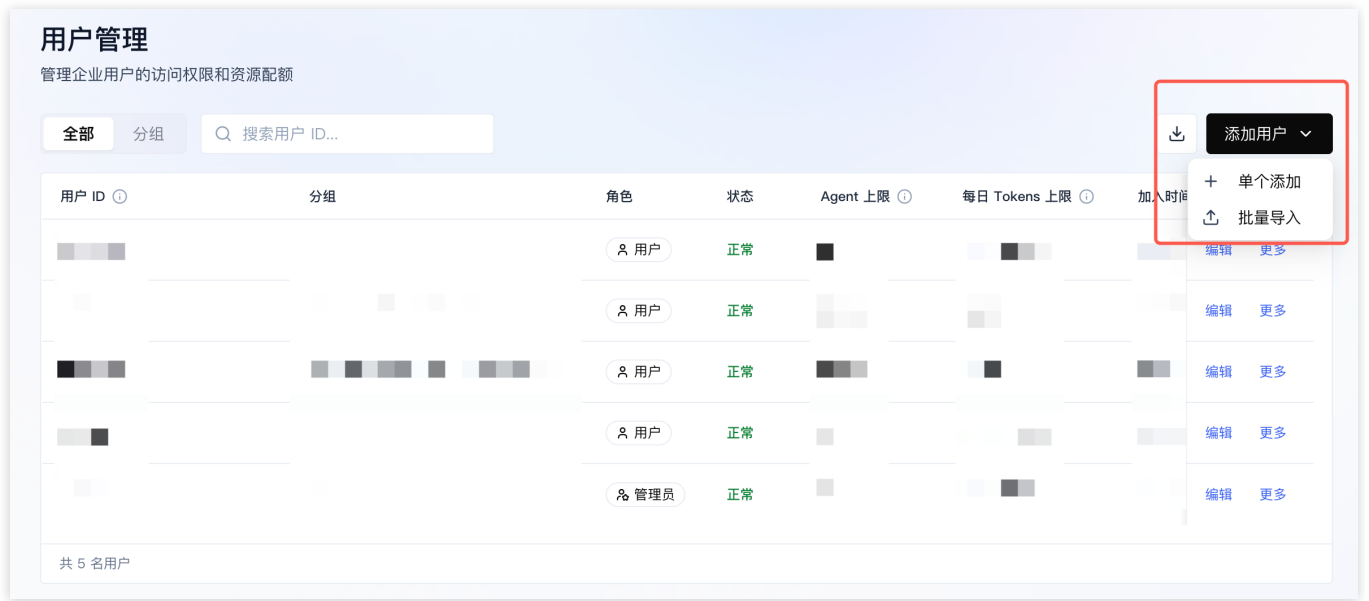 用户管理
管理企业用户的访问权限和资源配额
全部 分组 搜索用户 ID... 添加用户
单个添加
批量导入
用户 ID 分组 角色 状态 Agent 上限 每日 Tokens 上限 加入时间
用户 正常 编辑 更多
用户 正常 编辑 更多
用户 正常 编辑 更多
用户 正常 编辑 更多
管理员 正常 编辑 更多
共 5 名用户